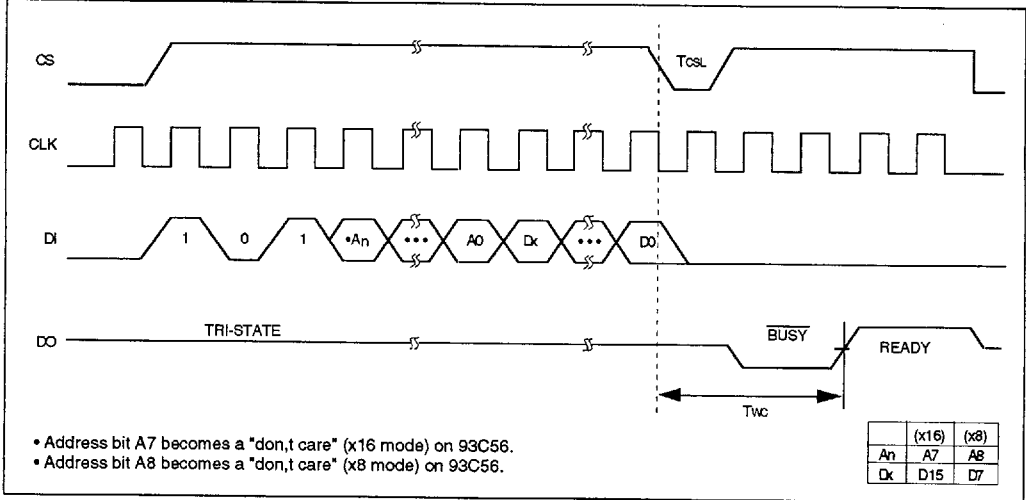 CS
TCSL
CLK
DI
1 0 1 •An ••• A0 Dx ••• D0
DO
TRI-STATE
BUSY
READY
TWC
• Address bit A7 becomes a "don,t care" (x16 mode) on 93C56.
• Address bit A8 becomes a "don,t care" (x8 mode) on 93C56.
(x16) (x8)
An A7 A8
Dx D15 D7